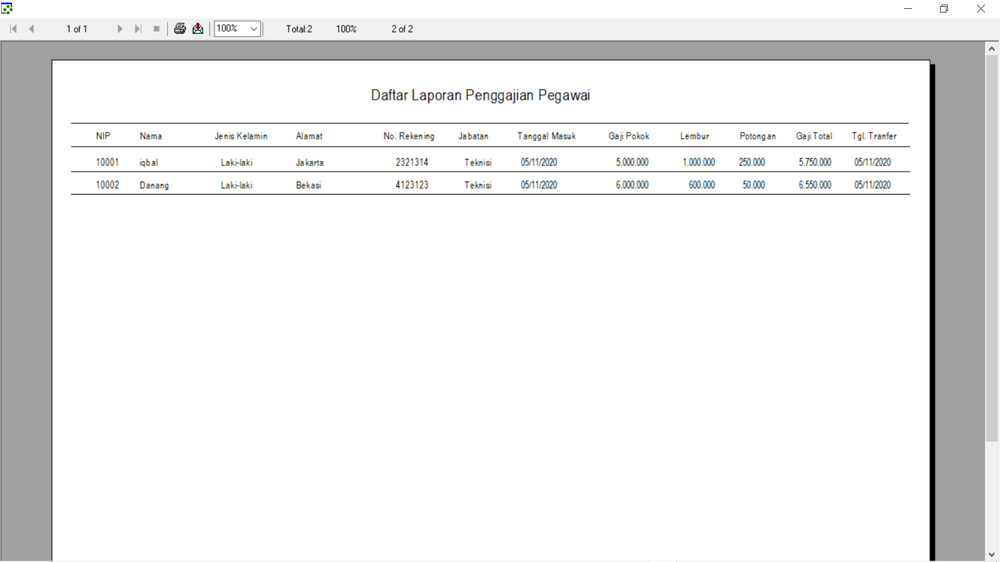 1 of 1 100% Total:2 100% 2 of 2
Daftar Laporan Penggajian Pegawai
NIP Nama Jenis Kelamin Alamat No. Rekening Jabatan Tanggal Masuk Gaji Pokok Lembur Potongan Gaji Total Tgl. Tranfer
10001 iqbal Laki-laki Jakarta 2321314 Teknisi 05/11/2020 5.000.000 1.000.000 250.000 5.750.000 05/11/2020
10002 Danang Laki-laki Bekasi 4123123 Teknisi 05/11/2020 6.000.000 600.000 50.000 6.550.000 05/11/2020